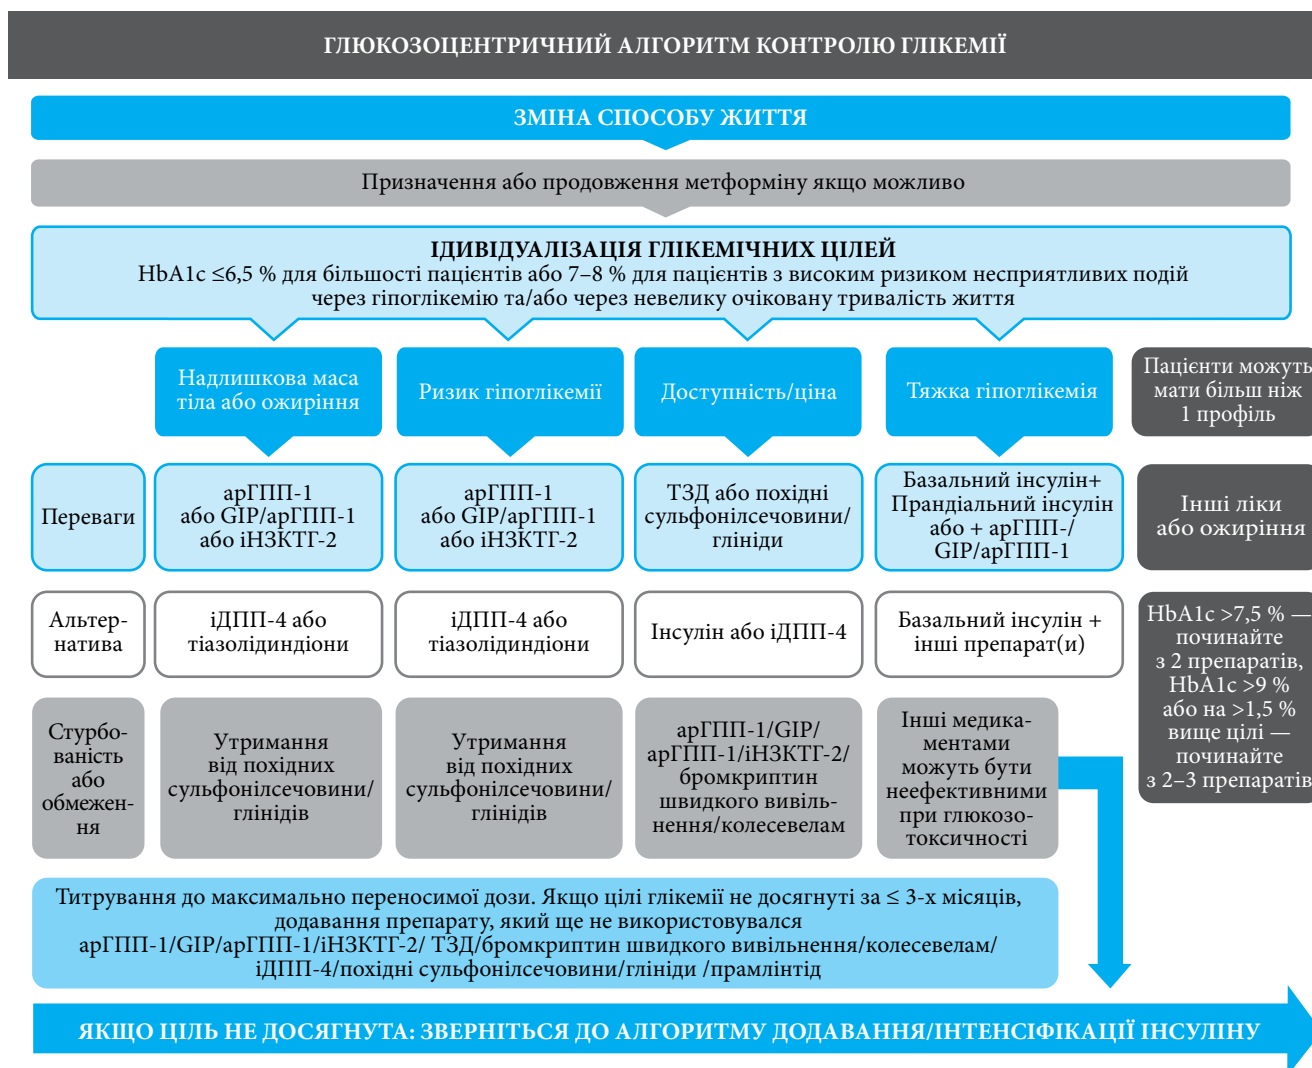 ГЛЮКОЗОЦЕНТРИЧНИЙ АЛГОРИТМ КОНТРОЛЮ ГЛІКЕМІЇ
ЗМІНА СПОСОБУ ЖИТТЯ
Призначення або продовження метформіну якщо можливо
ІДИВІДУАЛІЗАЦІЯ ГЛІКЕМІЧНИХ ЦІЛЕЙ
HbA1c ≤6,5 % для більшості пацієнтів або 7–8 % для пацієнтів з високим ризиком несприятливих подій
через гіпоглікемію та/або через невелику очіковану тривалість життя
Надлишкова маса
тіла або ожиріння
Ризик гіпоглікемії
Доступність/ціна
Тяжка гіпоглікемія
Пацієнти можуть
мати більш ніж
1 профіль
Переваги
арГПП-1
або GIP/арГПП-1
або іНЗКТГ-2
арГПП-1
або GIP/арГПП-1
або іНЗКТГ-2
ТЗД або похідні
сульфонілсечовини/
глініди
Базальний інсулін+
Прандіальний інсулін
або + арГПП-/
GIP/арГПП-1
Інші ліки
або ожиріння
Альтер-
натива
іДПП-4 або
тіазолідиндіони
іДПП-4 або
тіазолідиндіони
Інсулін або іДПП-4
Базальний інсулін +
інші препарат(и)
HbA1c >7,5 % —
починайте
з 2 препаратів,
HbA1c >9 %
або на >1,5 %
вище цілі —
починайте
з 2–3 препаратів
Стурбо-
ваність
або
обмежен-
ня
Утримання
від похідних
сульфонілсечовини/
глінідів
Утримання
від похідних
сульфонілсечовини/
глінідів
арГПП-1/GIP/
арГПП-1/іНЗКТГ-2/
бромкриптин
швидкого вивіль-
нення/колесевелам
Інші медика-
ментами
можуть бути
неефективними
при глюкозо-
токсичності
Титрування до максимально переносимої дози. Якщо цілі глікемії не досягнуті за ≤ 3-х місяців,
додавання препарату, який ще не використовувался
арГПП-1/GIP/арГПП-1/іНЗКТГ-2/ ТЗД/бромкриптин швидкого вивільнення/колесевелам/
іДПП-4/похідні сульфонілсечовини/глініди /прамлінтід
ЯКЩО ЦІЛЬ НЕ ДОСЯГНУТА: ЗВЕРНІТЬСЯ ДО АЛГОРИТМУ ДОДАВАННЯ/ІНТЕНСІФІКАЦІЇ ІНСУЛІНУ